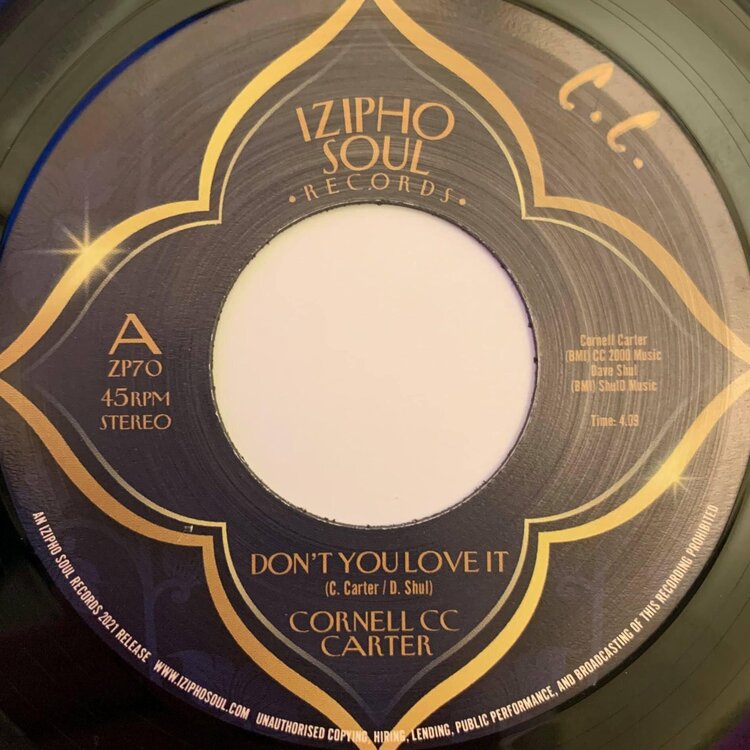 IZIPHO
SOUL
•RECORDS•
C.C.
A
ZP70
45RPM
STEREO
Cornell Carter
(BMI) CC 2000 Music
Dave Shul
(BMI) ShulD Music
Time: 4.09
DON'T YOU LOVE IT
(C. Carter / D. Shul)
CORNELL CC
CARTER
AN IZIPHO SOUL RECORDS 2021 RELEASE WWW.IZIPHOSOUL.COM UNAUTHORISED COPYING, HIRING, LENDING, PUBLIC PERFORMANCE, AND BROADCASTING OF THIS RECORDING PROHIBITED